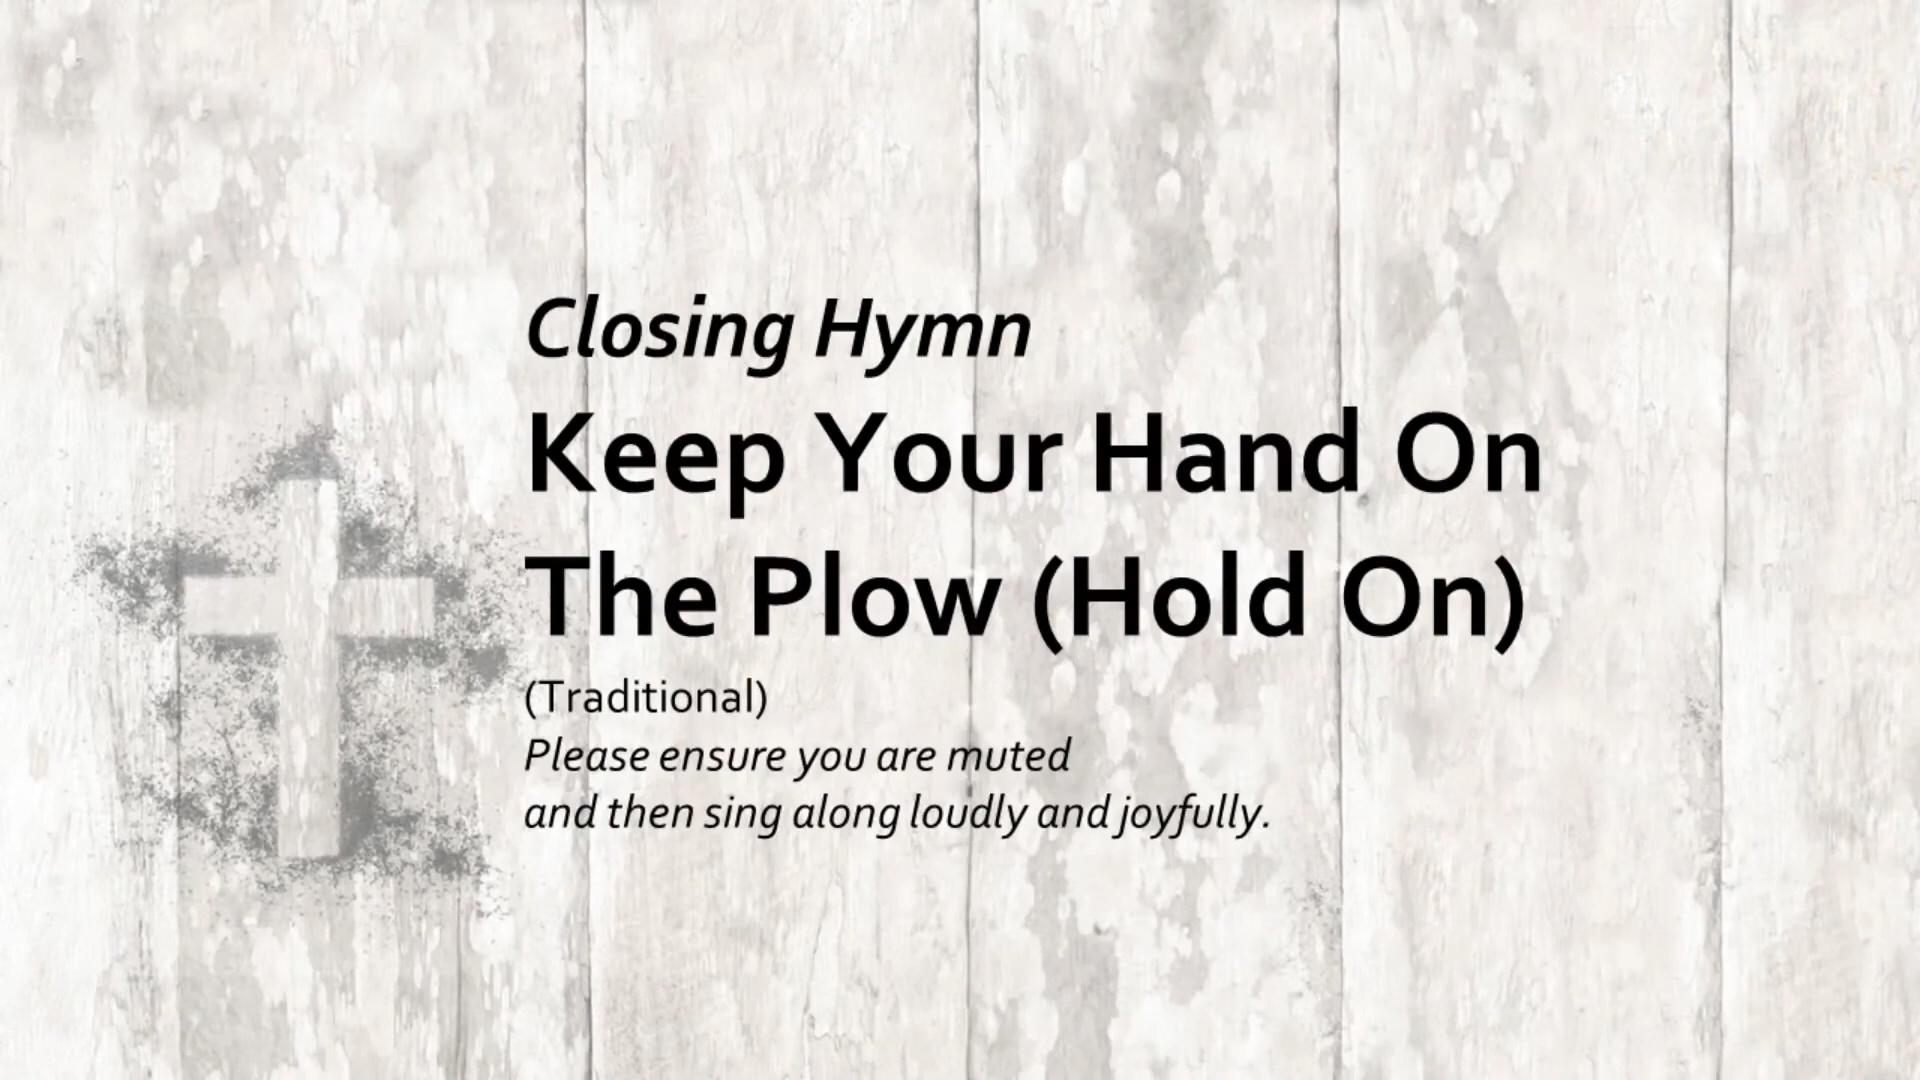 Closing Hymn
Keep Your Hand On
The Plow (Hold On)
(Traditional)
Please ensure you are muted
and then sing along loudly and joyfully.